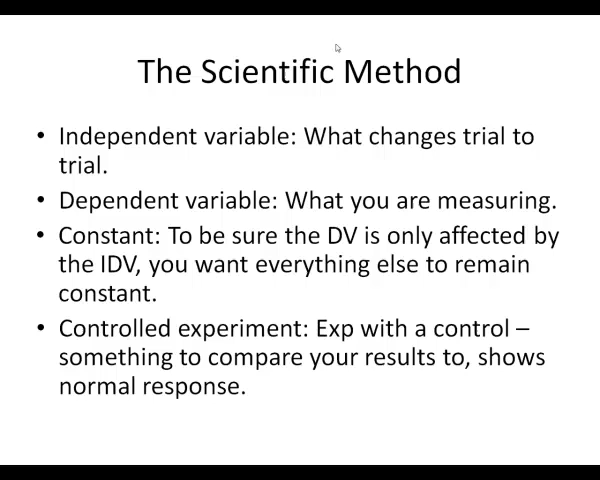 The Scientific Method
• Independent variable: What changes trial to
trial.
• Dependent variable: What you are measuring.
• Constant: To be sure the DV is only affected by
the IDV, you want everything else to remain
constant.
• Controlled experiment: Exp with a control –
something to compare your results to, shows
normal response.